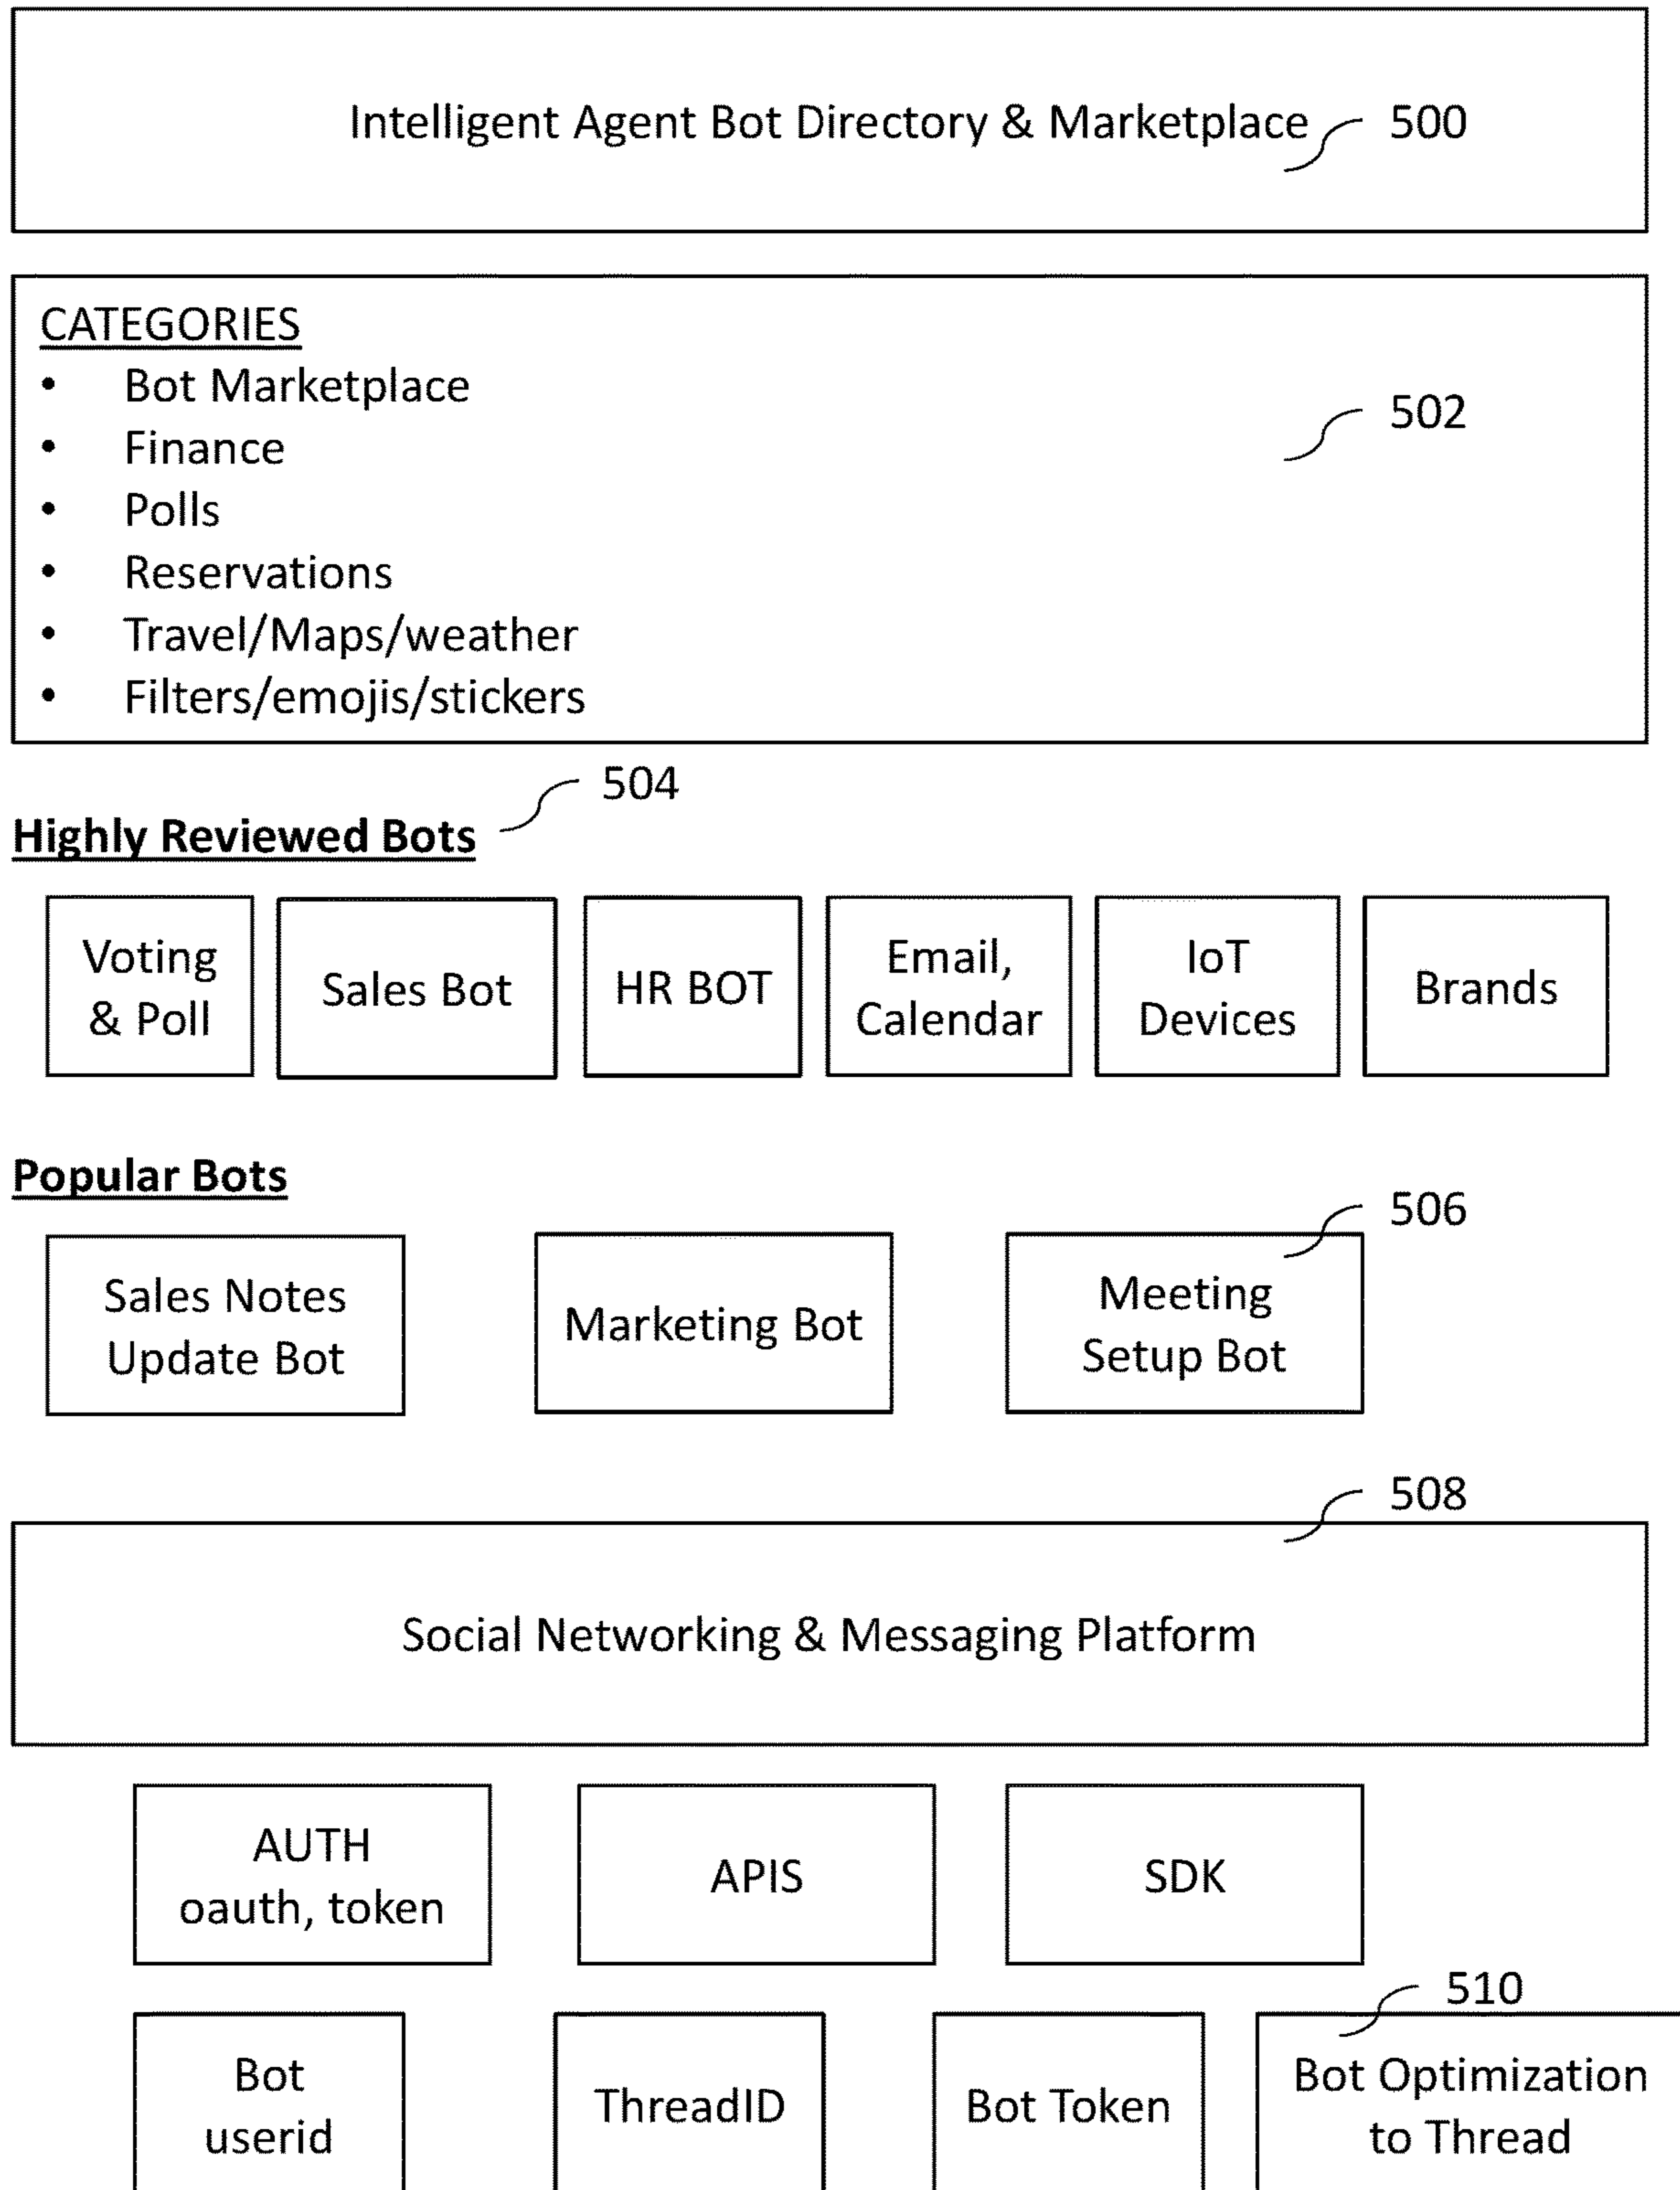 Intelligent Agent Bot Directory & Marketplace 500
CATEGORIES
• Bot Marketplace
502
• Finance
• Polls
• Reservations
• Travel/Maps/weather
• Filters/emojis/stickers
504
Highly Reviewed Bots
Voting
& Poll
Sales Bot
HR BOT
Email,
Calendar
IoT
Devices
Brands
Popular Bots
506
Sales Notes
Update Bot
Marketing Bot
Meeting
Setup Bot
508
Social Networking & Messaging Platform
AUTH
oauth, token
APIS
SDK
510
Bot
userid
ThreadID
Bot Token
Bot Optimization
to Thread